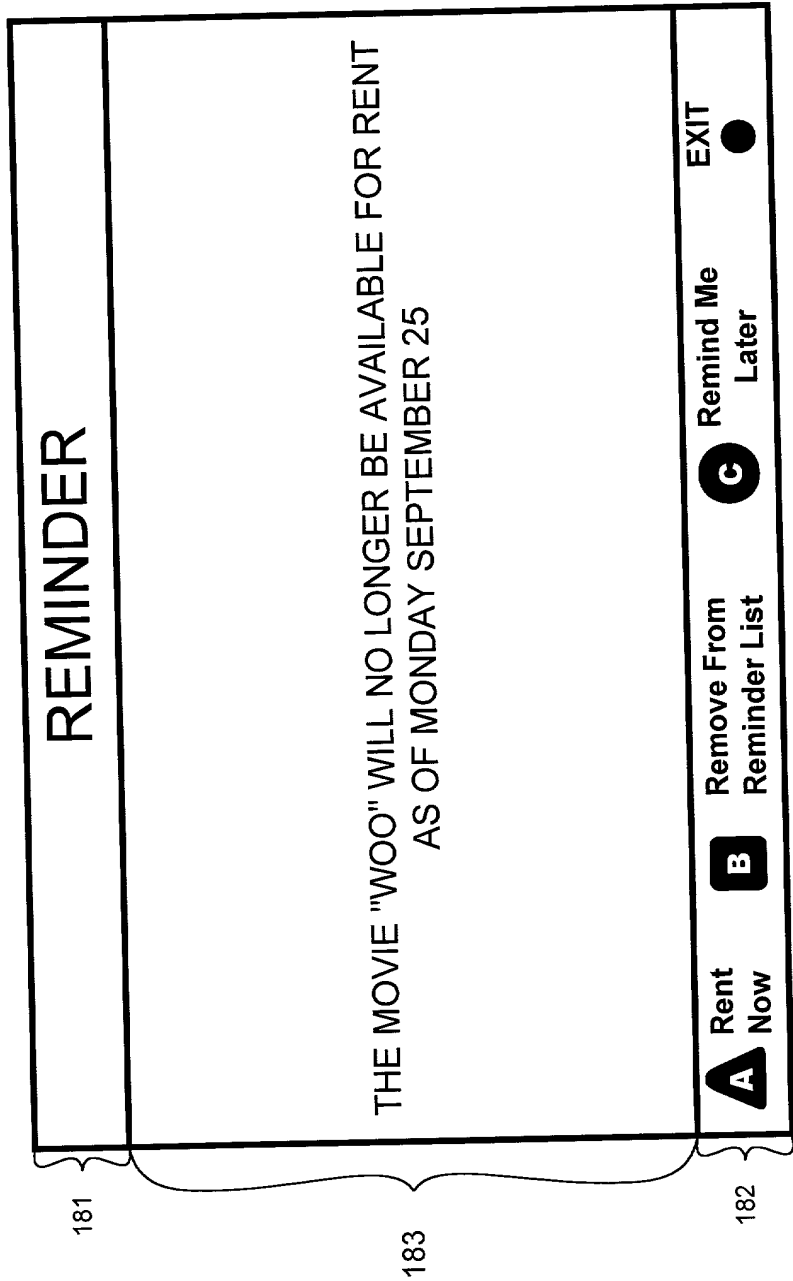 181
REMINDER
183
THE MOVIE "WOO" WILL NO LONGER BE AVAILABLE FOR RENT
AS OF MONDAY SEPTEMBER 25
182
A Rent Now
B Remove From Reminder List
C Remind Me Later
EXIT